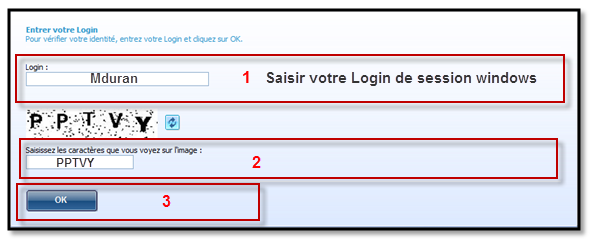 Entrer votre Login
Pour vérifier votre identité, entrez votre Login et cliquez sur OK.
Login :
Mduran
1 Saisir votre Login de session windows
P P T V Y
Saisissez les caractères que vous voyez sur l'image :
PPTVY
2
OK
3